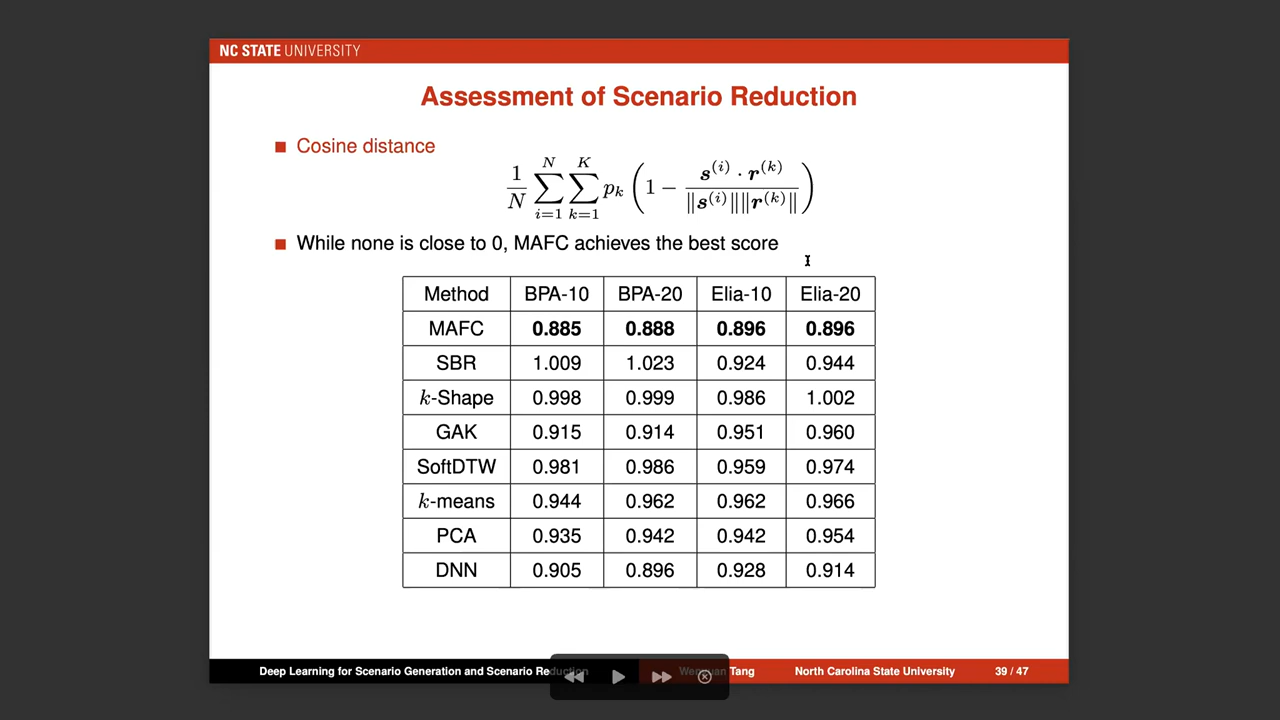 NC STATE UNIVERSITY
Assessment of Scenario Reduction
Cosine distance
1/N ∑_{i=1}^{N} ∑_{k=1}^{K} p_k (1 − s^(i) · r^(k) / ‖s^(i)‖‖r^(k)‖)
While none is close to 0, MAFC achieves the best score
Method BPA-10 BPA-20 Elia-10 Elia-20
MAFC 0.885 0.888 0.896 0.896
SBR 1.009 1.023 0.924 0.944
k-Shape 0.998 0.999 0.986 1.002
GAK 0.915 0.914 0.951 0.960
SoftDTW 0.981 0.986 0.959 0.974
k-means 0.944 0.962 0.962 0.966
PCA 0.935 0.942 0.942 0.954
DNN 0.905 0.896 0.928 0.914
Deep Learning for Scenario Generation and Scenario Reduction Tang North Carolina State University 39 / 47